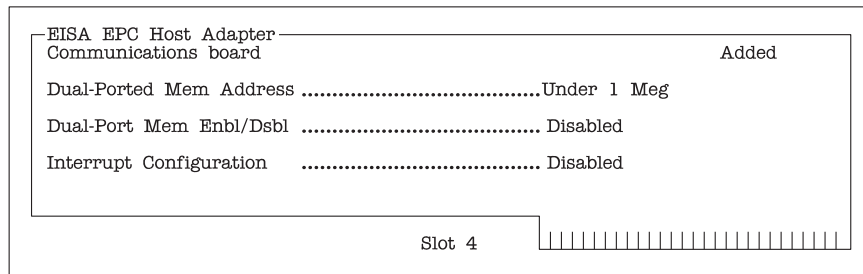 EISA EPC Host Adapter
Communications board Added
Dual-Ported Mem Address ......................................Under 1 Meg
Dual-Port Mem Enbl/Dsbl ...................................... Disabled
Interrupt Configuration ...................................... Disabled
Slot 4